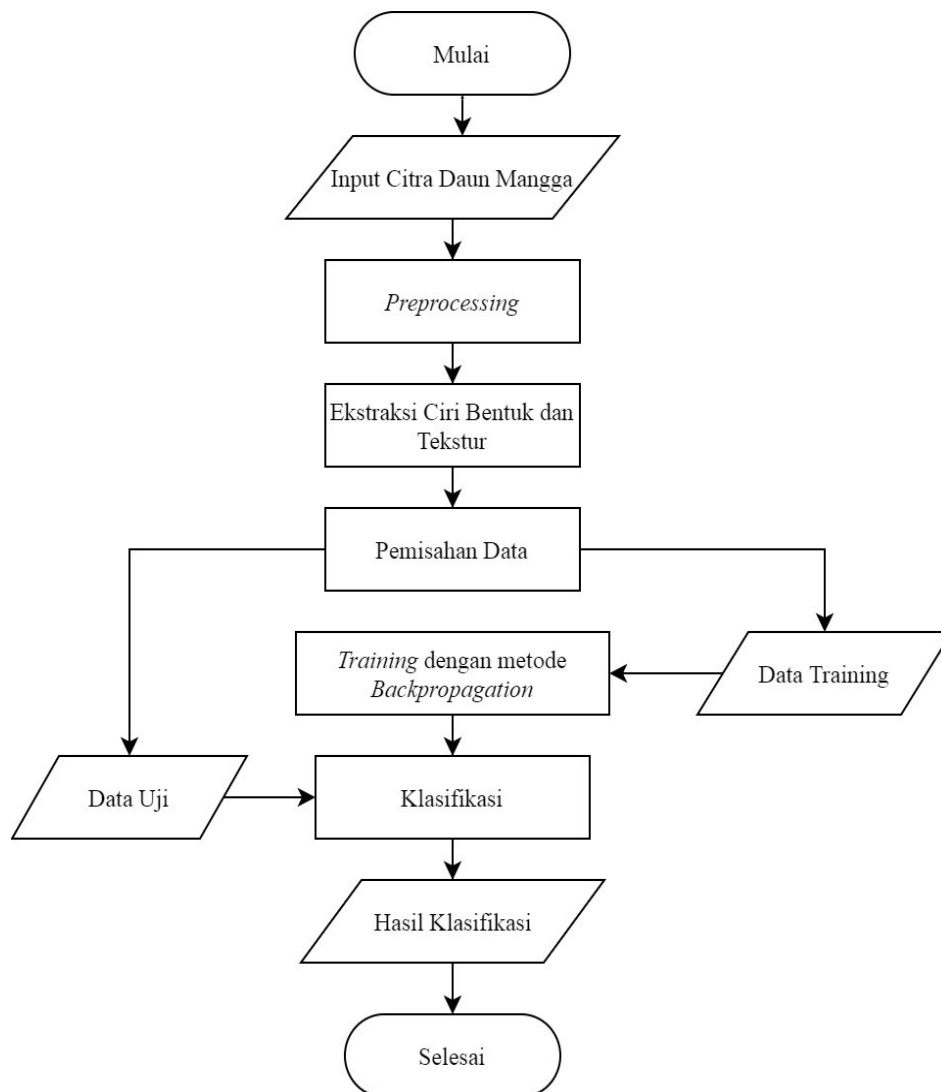 Mulai
Input Citra Daun Mangga
Preprocessing
Ekstraksi Ciri Bentuk dan
Tekstur
Pemisahan Data
Training dengan metode
Backpropagation
Data Training
Data Uji
Klasifikasi
Hasil Klasifikasi
Selesai